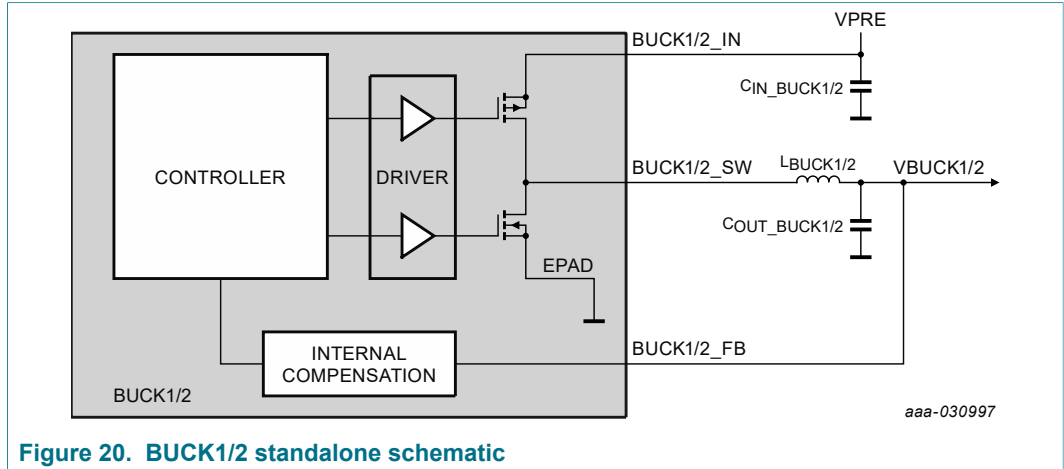 VPRE
BUCK1/2_IN
CIN_BUCK1/2
CONTROLLER
DRIVER
BUCK1/2_SW
LBUCK1/2
VBUCK1/2
COUT_BUCK1/2
EPAD
INTERNAL
COMPENSATION
BUCK1/2_FB
BUCK1/2
aaa-030997
Figure 20. BUCK1/2 standalone schematic